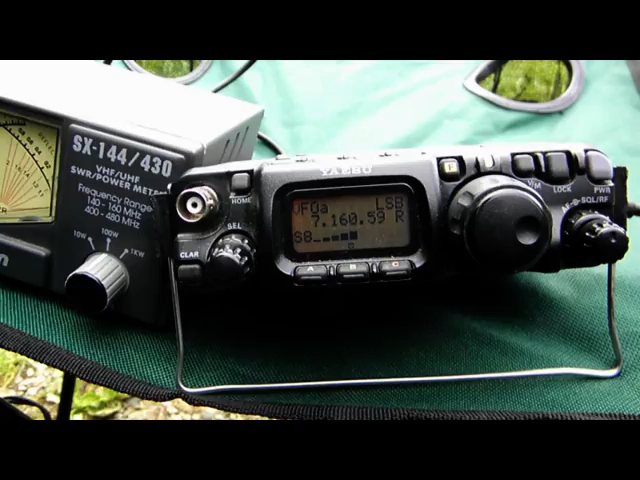 SX-144/430
VHF/UHF
SWR/POWER METER
Frequency Range
140 - 160 MHz
400 - 480 MHz
10W
100W
1KW
YAESU
HOME
SEL
CLAR
VFOa LSB
7.160.59 R
S8
A B C
V/M
LOCK
PWR
AF-SQL/RF